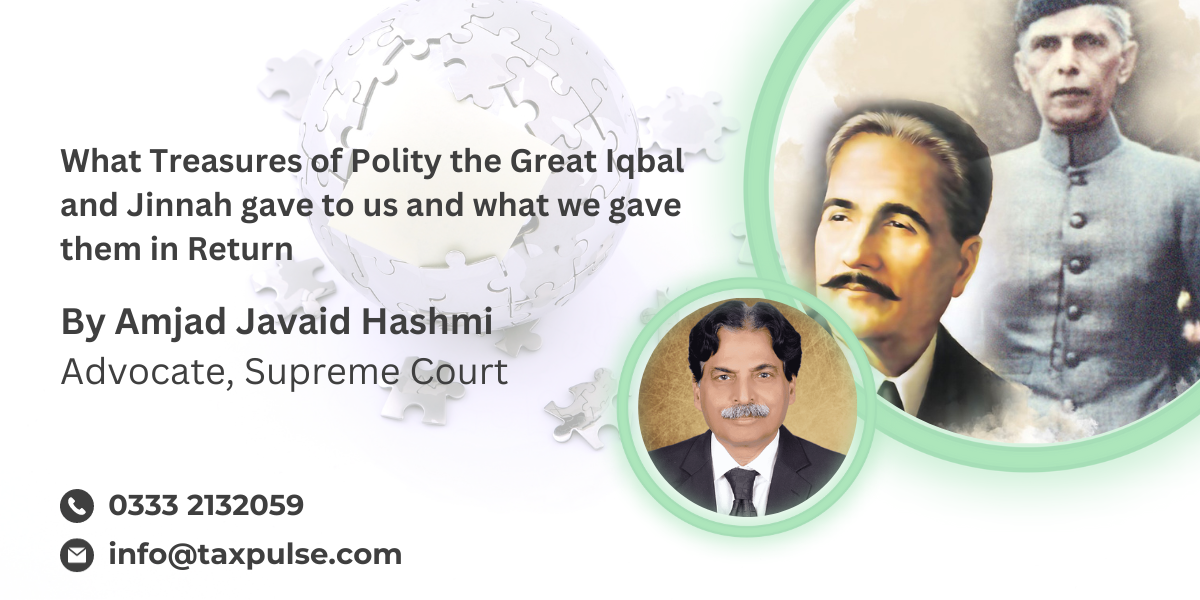 What Treasures of Polity the Great Iqbal
and Jinnah gave to us and what we gave
them in Return
By Amjad Javaid Hashmi
Advocate, Supreme Court
0333 2132059
info@taxpulse.com